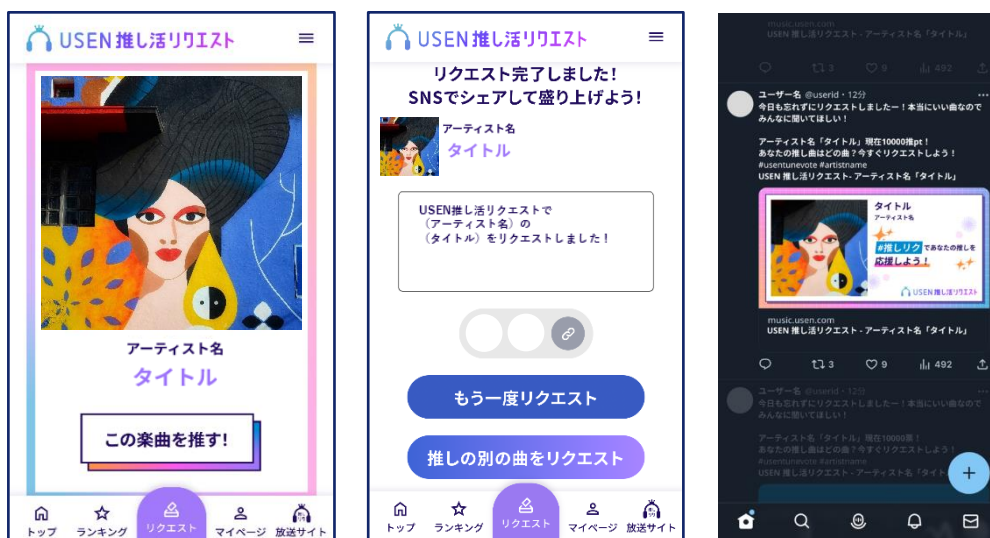 USEN 推し活リクエスト
アーティスト名
タイトル
この楽曲を推す!
トップ
ランキング
リクエスト
マイページ
放送サイト
USEN 推し活リクエスト
リクエスト完了しました!
SNSでシェアして盛り上げよう!
アーティスト名
タイトル
USEN推し活リクエストで
（アーティスト名）の
（タイトル）をリクエストしました！
もう一度リクエスト
推しの別の曲をリクエスト
トップ
ランキング
リクエスト
マイページ
放送サイト
music.usen.com
USEN 推し活リクエスト - アーティスト名「タイトル」
3
9
492
ユーザー名 @userid・12分
今日も忘れずにリクエストしましたー！本当にいい曲なので
みんなに聞いてほしい！
アーティスト名「タイトル」現在10000推pt！
あなたの推し曲はどの曲？今すぐリクエストしよう！
#usentunevote #artistname
USEN 推し活リクエスト- アーティスト名「タイトル」
タイトル
アーティスト名
#推しリク であなたの推しを
応援しよう！
USEN 推し活リクエスト
music.usen.com
USEN 推し活リクエスト - アーティスト名「タイトル」
3
9
492
ユーザー名 @userid・12分
今日も忘れずにリクエストしましたー！本当にいい曲なので
みんなに聞いてほしい！
アーティスト名「タイトル」現在10000票！
あなたの推し曲はどの曲？今すぐリクエストしよう！
#usentunevote #artistname
USEN 推し活リクエスト- アーティスト名「タイトル」